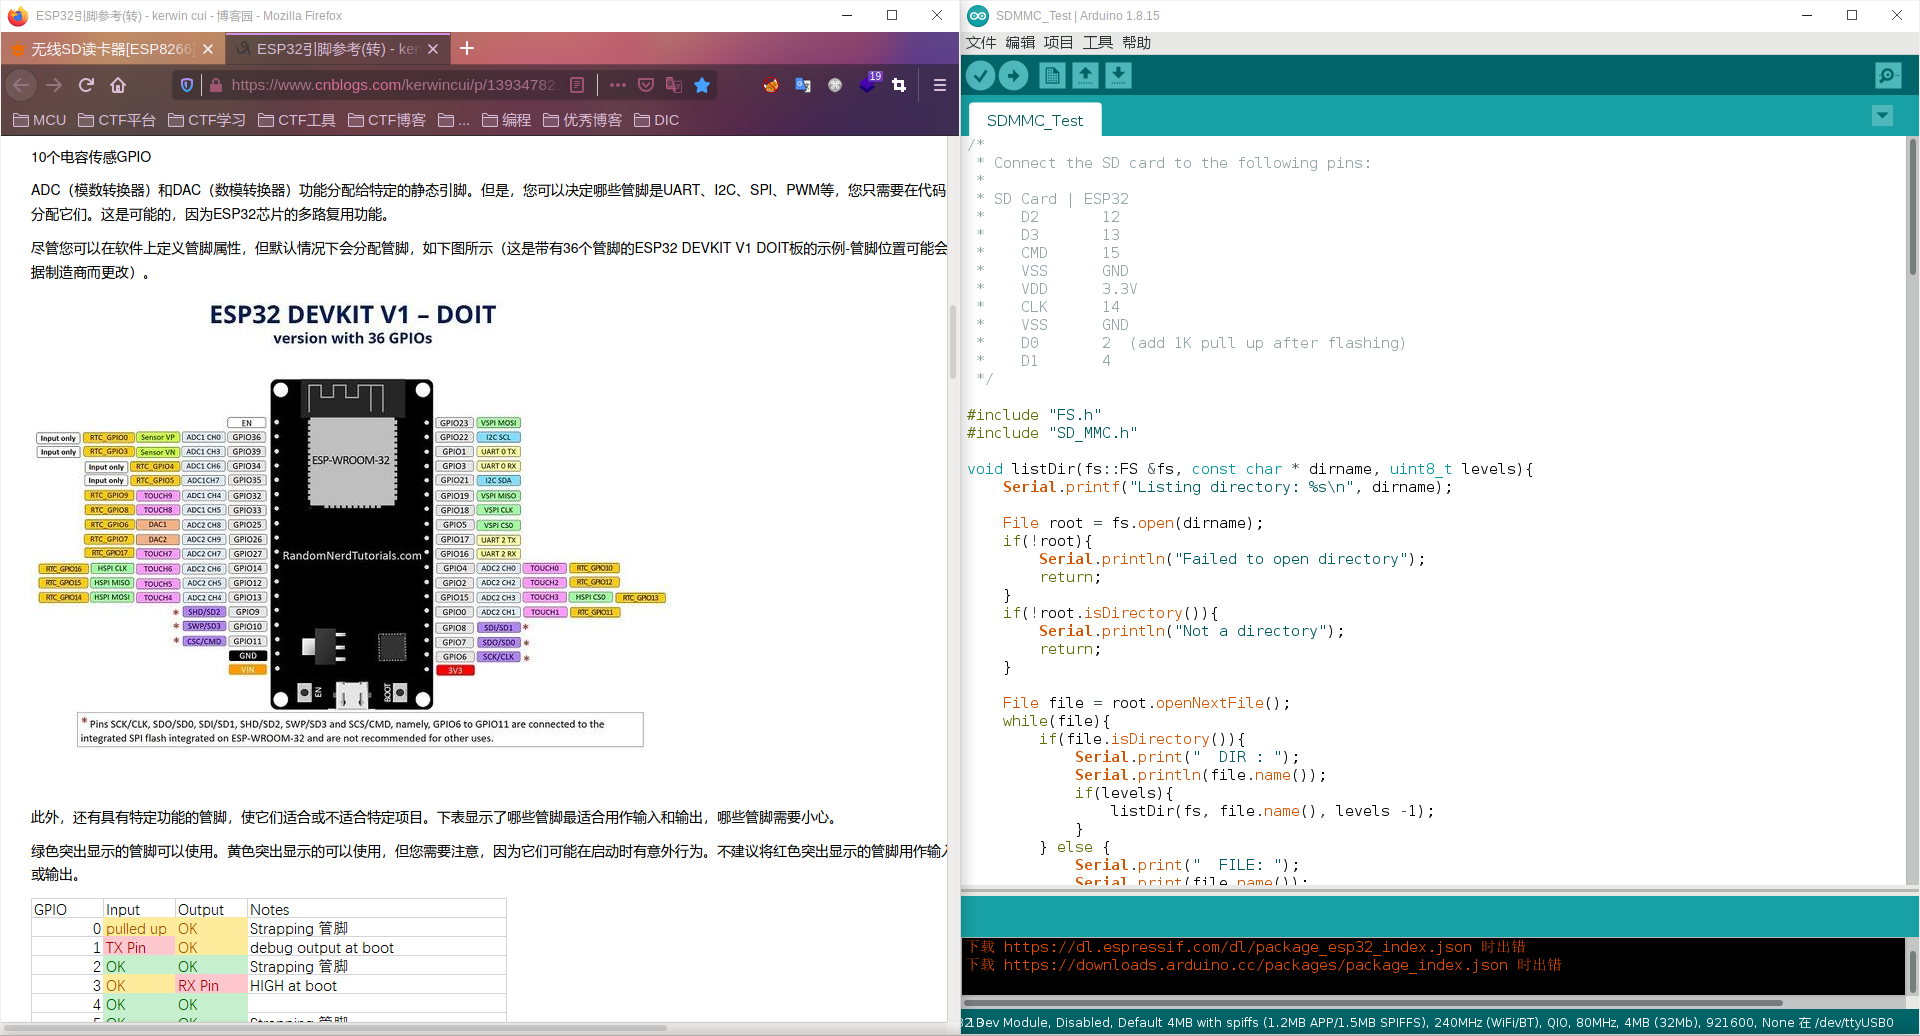 ESP32引脚参考(转) - kerwin cui - 博客园 - Mozilla Firefox
无线SD读卡器[ESP8266]
ESP32引脚参考(转) - ker
https://www.cnblogs.com/kerwincui/p/13934782.
19
MCU CTF平台 CTF学习 CTF工具 CTF博客 ... 编程 优秀博客 DIC
10个电容传感GPIO
ADC（模数转换器）和DAC（数模转换器）功能分配给特定的静态引脚。但是，您可以决定哪些管脚是UART、I2C、SPI、PWM等，您只需要在代码
分配它们。这是可能的，因为ESP32芯片的多路复用功能。
尽管您可以在软件上定义管脚属性，但默认情况下会分配管脚，如下图所示（这是带有36个管脚的ESP32 DEVKIT V1 DOIT板的示例-管脚位置可能会
据制造商而更改）。
ESP32 DEVKIT V1 – DOIT
version with 36 GPIOs
EN
Input only RTC_GPIO0 Sensor VP ADC1 CH0 GPIO36
Input only RTC_GPIO3 Sensor VN ADC1 CH3 GPIO39
Input only RTC_GPIO4 ADC1 CH6 GPIO34
Input only RTC_GPIO5 ADC1CH7 GPIO35
RTC_GPIO9 TOUCH9 ADC1 CH4 GPIO32
RTC_GPIO8 TOUCH8 ADC1 CH5 GPIO33
RTC_GPIO6 DAC1 ADC2 CH8 GPIO25
RTC_GPIO7 DAC2 ADC2 CH9 GPIO26
RTC_GPIO17 TOUCH7 ADC2 CH7 GPIO27
RTC_GPIO16 HSPI CLK TOUCH6 ADC2 CH6 GPIO14
RTC_GPIO15 HSPI MISO TOUCH5 ADC2 CH5 GPIO12
RTC_GPIO14 HSPI MOSI TOUCH4 ADC2 CH4 GPIO13
* SHD/SD2 GPIO9
* SWP/SD3 GPIO10
* CSC/CMD GPIO11
GND
VIN
ESP-WROOM-32
RandomNerdTutorials.com
EN
BOOT
GPIO23 VSPI MOSI
GPIO22 I2C SCL
GPIO1 UART 0 TX
GPIO3 UART 0 RX
GPIO21 I2C SDA
GPIO19 VSPI MISO
GPIO18 VSPI CLK
GPIO5 VSPI CS0
GPIO17 UART 2 TX
GPIO16 UART 2 RX
GPIO4 ADC2 CH0 TOUCH0 RTC_GPIO10
GPIO2 ADC2 CH2 TOUCH2 RTC_GPIO12
GPIO15 ADC2 CH3 TOUCH3 HSPI CS0 RTC_GPIO13
GPIO0 ADC2 CH1 TOUCH1 RTC_GPIO11
GPIO8 SDI/SD1 *
GPIO7 SDO/SD0 *
GPIO6 SCK/CLK *
3V3
* Pins SCK/CLK, SDO/SD0, SDI/SD1, SHD/SD2, SWP/SD3 and SCS/CMD, namely, GPIO6 to GPIO11 are connected to the
integrated SPI flash integrated on ESP-WROOM-32 and are not recommended for other uses.
此外，还有具有特定功能的管脚，使它们适合或不适合特定项目。下表显示了哪些管脚最适合用作输入和输出，哪些管脚需要小心。
绿色突出显示的管脚可以使用。黄色突出显示的可以使用，但您需要注意，因为它们可能在启动时有意外行为。不建议将红色突出显示的管脚用作输入
或输出。
GPIO Input Output Notes
0 pulled up OK Strapping 管脚
1 TX Pin OK debug output at boot
2 OK OK Strapping 管脚
3 OK RX Pin HIGH at boot
4 OK OK
5 OK OK Strapping 管脚
SDMMC_Test | Arduino 1.8.15
文件 编辑 项目 工具 帮助
SDMMC_Test
/*
* Connect the SD card to the following pins:
*
* SD Card | ESP32
* D2 12
* D3 13
* CMD 15
* VSS GND
* VDD 3.3V
* CLK 14
* VSS GND
* D0 2 (add 1K pull up after flashing)
* D1 4
*/
#include "FS.h"
#include "SD_MMC.h"
void listDir(fs::FS &fs, const char * dirname, uint8_t levels){
Serial.printf("Listing directory: %s\n", dirname);
File root = fs.open(dirname);
if(!root){
Serial.println("Failed to open directory");
return;
}
if(!root.isDirectory()){
Serial.println("Not a directory");
return;
}
File file = root.openNextFile();
while(file){
if(file.isDirectory()){
Serial.print("  DIR : ");
Serial.println(file.name());
if(levels){
listDir(fs, file.name(), levels -1);
}
} else {
Serial.print("  FILE: ");
Serial.print(file.name());
下载 https://dl.espressif.com/dl/package_esp32_index.json 时出错
下载 https://downloads.arduino.cc/packages/package_index.json 时出错
Dev Module, Disabled, Default 4MB with spiffs (1.2MB APP/1.5MB SPIFFS), 240MHz (WiFi/BT), QIO, 80MHz, 4MB (32Mb), 921600, None 在 /dev/ttyUSB0